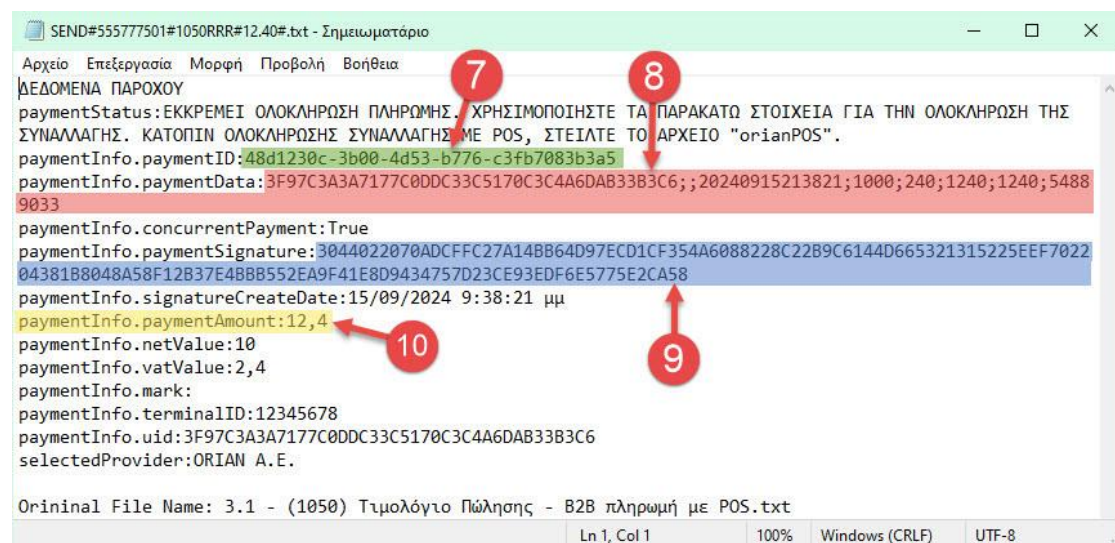 SEND#555777501#1050RRR#12.40#.txt - Σημειωματάριο
Αρχείο Επεξεργασία Μορφή Προβολή Βοήθεια
7
8
ΔΕΔΟΜΕΝΑ ΠΑΡΟΧΟΥ
paymentStatus:ΕΚΚΡΕΜΕΙ ΟΛΟΚΛΗΡΩΣΗ ΠΛΗΡΩΜΗΣ. ΧΡΗΣΙΜΟΠΟΙΗΣΤΕ ΤΑ ΠΑΡΑΚΑΤΩ ΣΤΟΙΧΕΙΑ ΓΙΑ ΤΗΝ ΟΛΟΚΛΗΡΩΣΗ ΤΗΣ
ΣΥΝΑΛΛΑΓΗΣ. ΚΑΤΟΠΙΝ ΟΛΟΚΛΗΡΩΣΗΣ ΣΥΝΑΛΛΑΓΗΣ ΜΕ POS, ΣΤΕΙΛΤΕ ΤΟ ΑΡΧΕΙΟ "orianPOS".
paymentInfo.paymentID:48d1230c-3b00-4d53-b776-c3fb7083b3a5
paymentInfo.paymentData:3F97C3A3A7177C0DDC33C5170C3C4A6DAB33B3C6;;20240915213821;1000;240;1240;1240;5488
9033
paymentInfo.concurrentPayment:True
paymentInfo.paymentSignature:3044022070ADCFFC27A14BB64D97ECD1CF354A6088228C22B9C6144D665321315225EEF7022
04381B8048A58F12B37E4BBB552EA9F41E8D9434757D23CE93EDF6E5775E2CA58
paymentInfo.signatureCreateDate:15/09/2024 9:38:21 μμ
paymentInfo.paymentAmount:12,4
10
9
paymentInfo.netValue:10
paymentInfo.vatValue:2,4
paymentInfo.mark:
paymentInfo.terminalID:12345678
paymentInfo.uid:3F97C3A3A7177C0DDC33C5170C3C4A6DAB33B3C6
selectedProvider:ORIAN A.E.
Orininal File Name: 3.1 - (1050) Τιμολόγιο Πώλησης - B2B πληρωμή με POS.txt
Ln 1, Col 1 100% Windows (CRLF) UTF-8